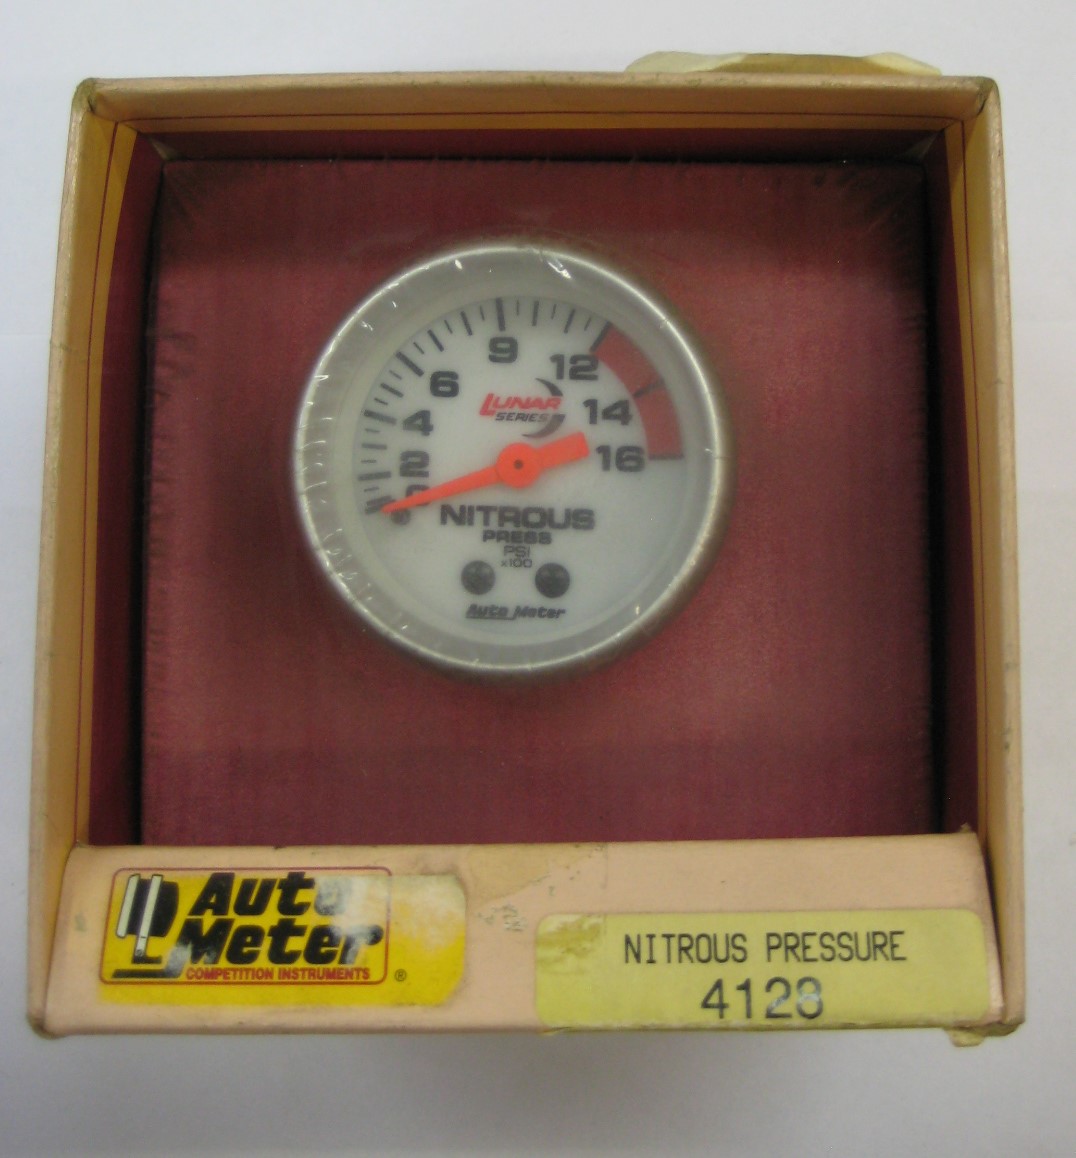 9
12
6
LUNAR
SERIES
14
4
16
2
0
NITROUS
PRESS
PSI
x100
Auto Meter
Auto
Meter
COMPETITION INSTRUMENTS
®
NITROUS PRESSURE
4128